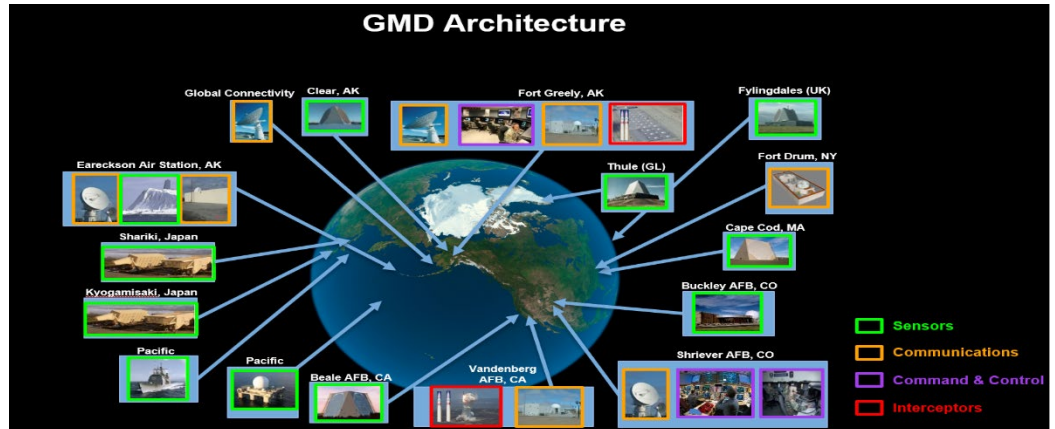 GMD Architecture
Global Connectivity
Clear, AK
Fort Greely, AK
Fylingdales (UK)
Eareckson Air Station, AK
Thule (GL)
Fort Drum, NY
Shariki, Japan
Cape Cod, MA
Kyogamisaki, Japan
Buckley AFB, CO
Pacific
Pacific
Beale AFB, CA
Vandenberg
AFB, CA
Shriever AFB, CO
Sensors
Communications
Command & Control
Interceptors